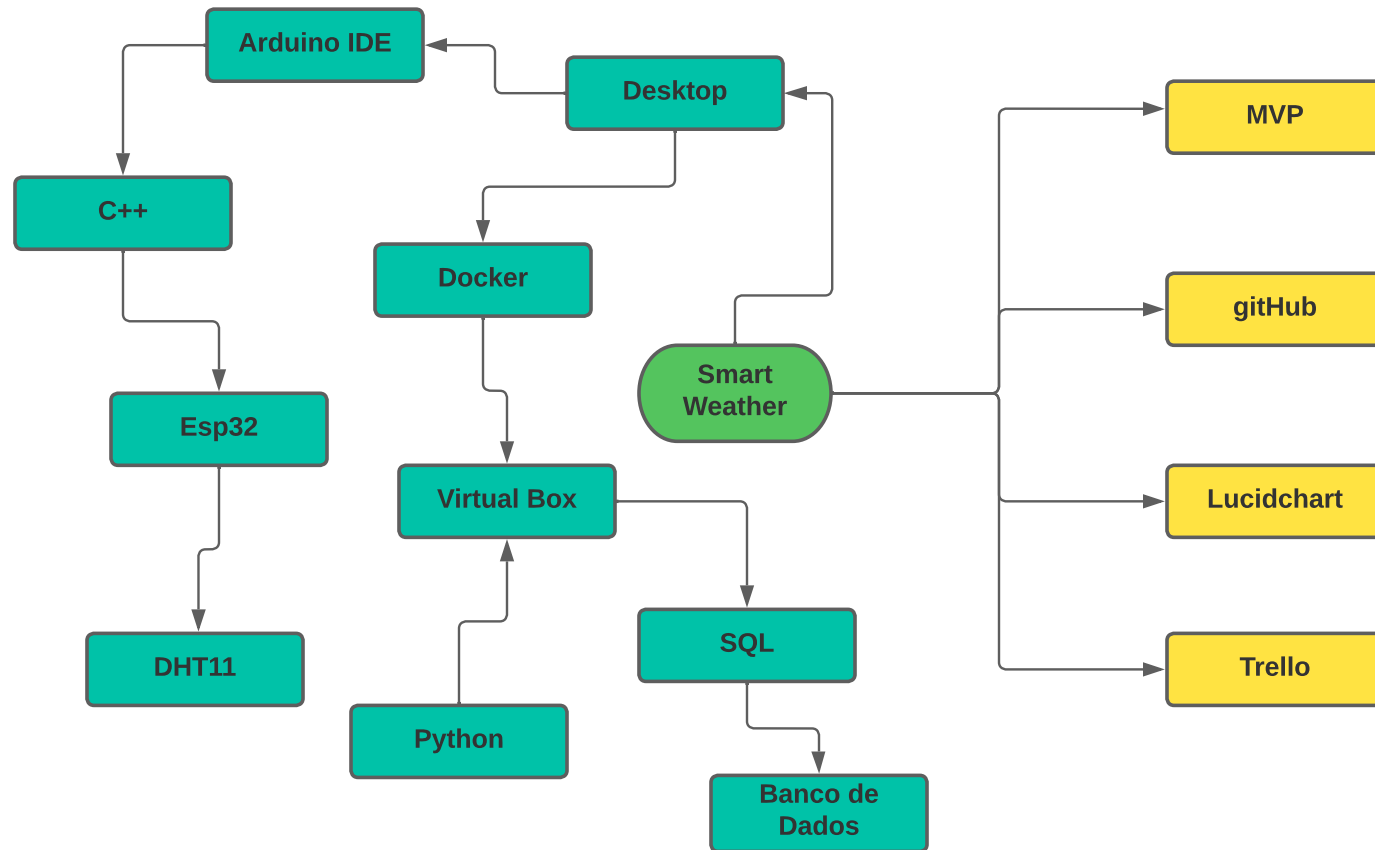 Arduino IDE
Desktop
MVP
C++
Docker
gitHub
Smart
Weather
Esp32
Virtual Box
Lucidchart
SQL
DHT11
Trello
Python
Banco de
Dados